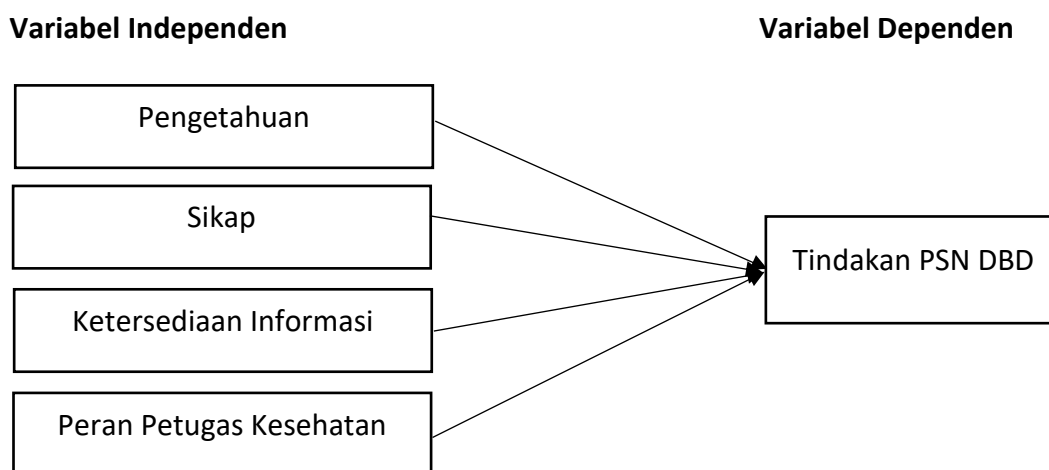 Variabel Independen
Variabel Dependen
Pengetahuan
Sikap
Ketersediaan Informasi
Peran Petugas Kesehatan
Tindakan PSN DBD